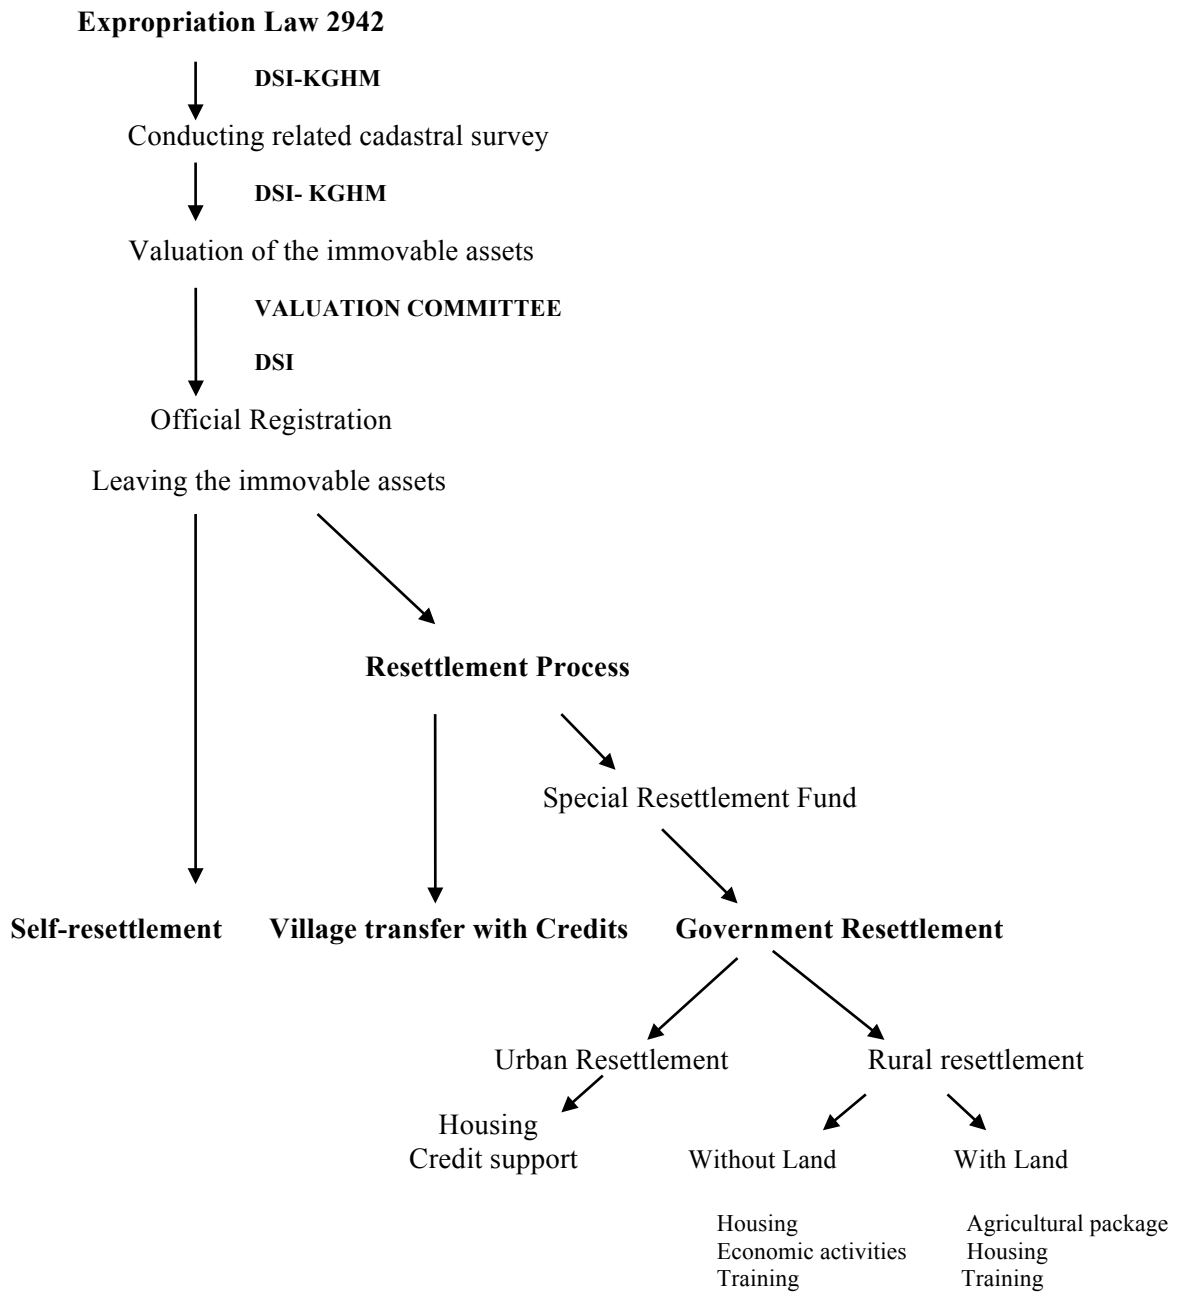 Expropriation Law 2942
DSI-KGHM
Conducting related cadastral survey
DSI- KGHM
Valuation of the immovable assets
VALUATION COMMITTEE
DSI
Official Registration
Leaving the immovable assets
Resettlement Process
Special Resettlement Fund
Self-resettlement
Village transfer with Credits
Government Resettlement
Urban Resettlement
Rural resettlement
Housing
Credit support
Without Land
With Land
Housing
Economic activities
Training
Agricultural package
Housing
Training